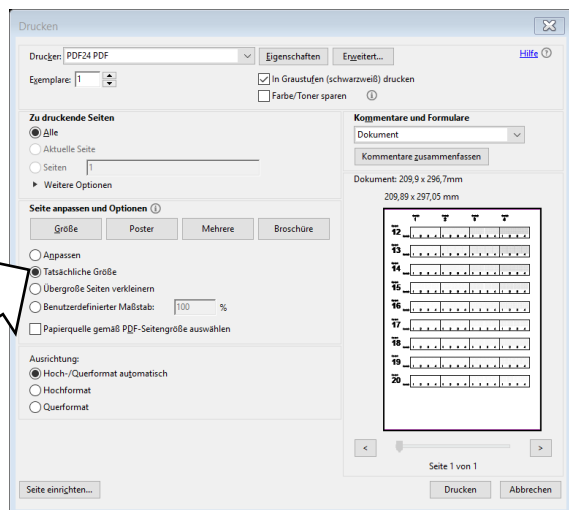 Drucken
Drucker: PDF24 PDF Eigenschaften Erweitert... Hilfe
Exemplare: 1 In Graustufen (schwarzweiß) drucken
Farbe/Toner sparen
Zu druckende Seiten
Alle
Aktuelle Seite
Seiten 1
Weitere Optionen
Seite anpassen und Optionen
Größe Poster Mehrere Broschüre
Anpassen
Tatsächliche Größe
Übergroße Seiten verkleinern
Benutzerdefinierter Maßstab: 100 %
Papierquelle gemäß PDF-Seitengröße auswählen
Ausrichtung:
Hoch-/Querformat automatisch
Hochformat
Querformat
Kommentare und Formulare
Dokument
Kommentare zusammenfassen
Dokument: 209,9 x 296,7mm
209,89 x 297,05 mm
12
13
14
15
16
17
18
19
20
< >
Seite 1 von 1
Seite einrichten... Drucken Abbrechen